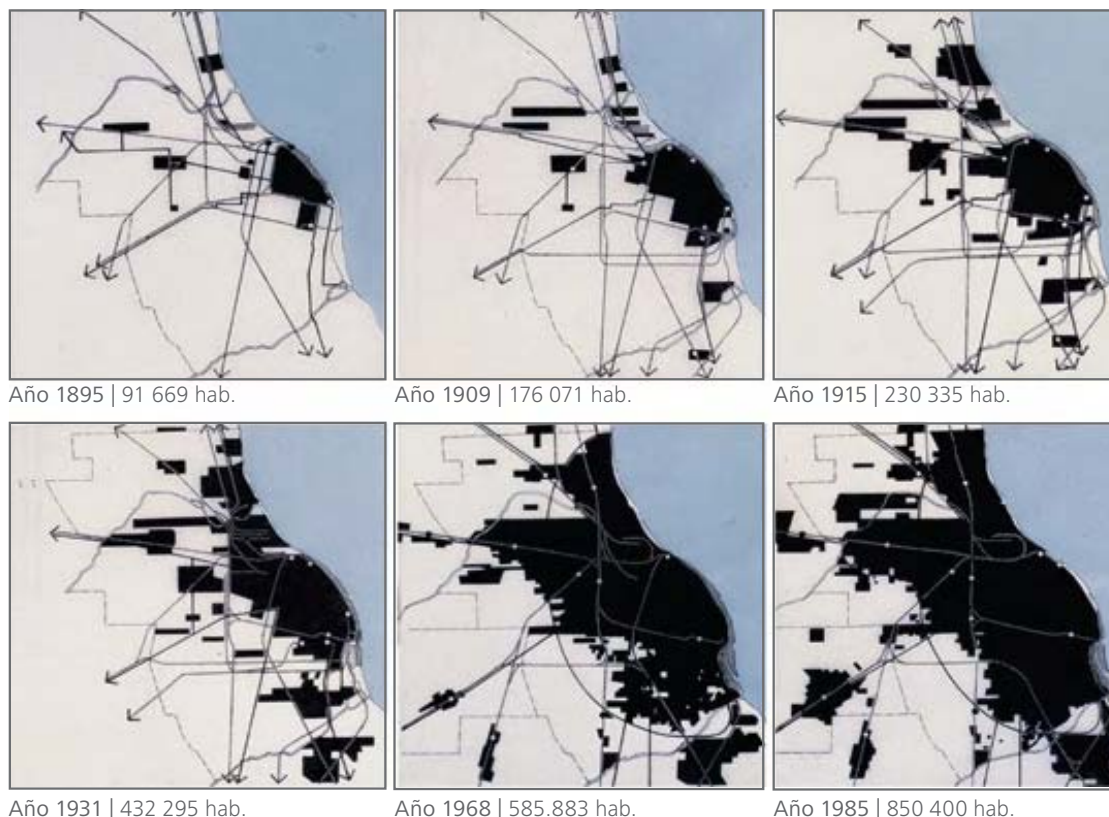 Año 1895 | 91 669 hab.
Año 1909 | 176 071 hab.
Año 1915 | 230 335 hab.
Año 1931 | 432 295 hab.
Año 1968 | 585.883 hab.
Año 1985 | 850 400 hab.